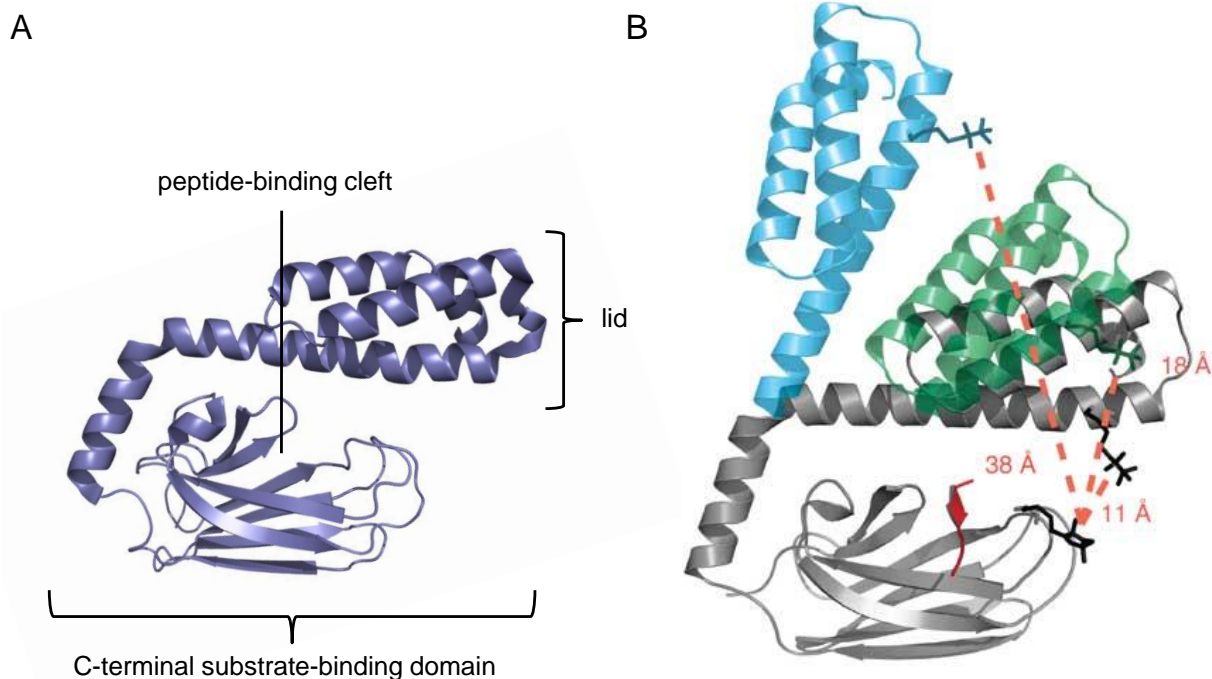 A
B
peptide-binding cleft
lid
18 Å
38 Å
11 Å
C-terminal substrate-binding domain